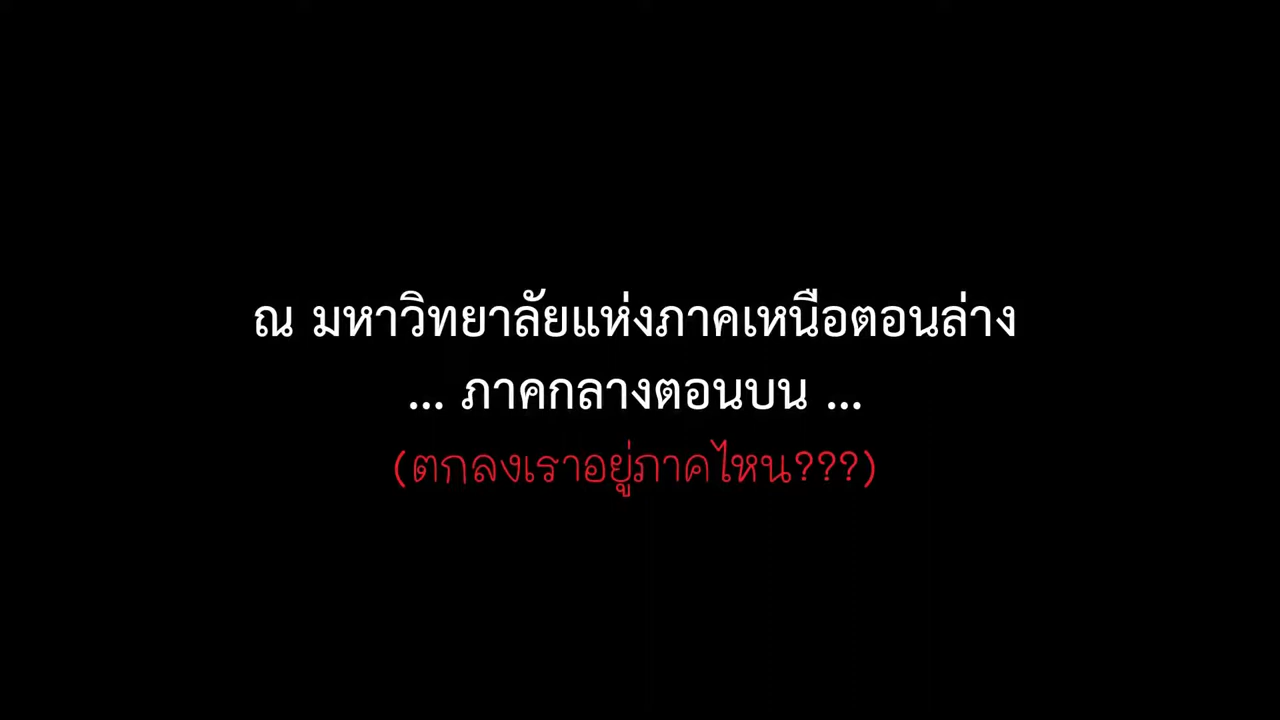 ณ มหาวิทยาลัยแห่งภาคเหนือตอนล่าง
... ภาคกลางตอนบน ...
(ตกลงเราอยู่ภาคไหน???)